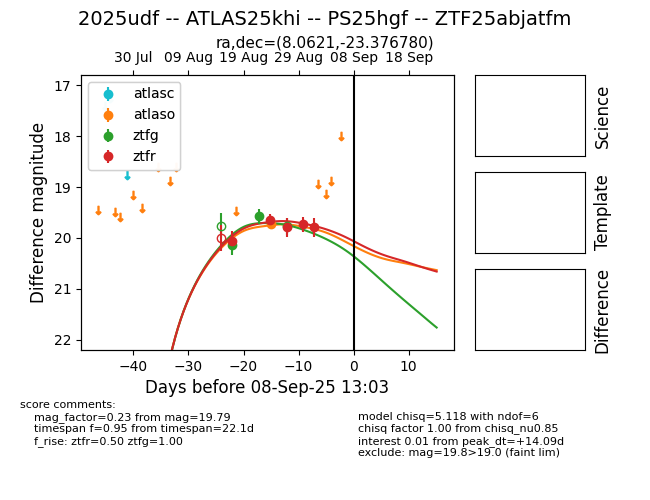 2025udf -- ATLAS25khi -- PS25hgf -- ZTF25abjatfm
ra,dec=(8.0621,-23.376780)
30 Jul 09 Aug 19 Aug 29 Aug 08 Sep 18 Sep
atlasc
atlaso
ztfg
ztfr
17
18
19
20
21
22
Difference magnitude
−40 −30 −20 −10 0 10
Days before 08-Sep-25 13:03
Science
Template
Difference
score comments:
mag_factor=0.23 from mag=19.79
timespan f=0.95 from timespan=22.1d
f_rise: ztfr=0.50 ztfg=1.00
model chisq=5.118 with ndof=6
chisq factor 1.00 from chisq_nu0.85
interest 0.01 from peak_dt=+14.09d
exclude: mag=19.8>19.0 (faint lim)